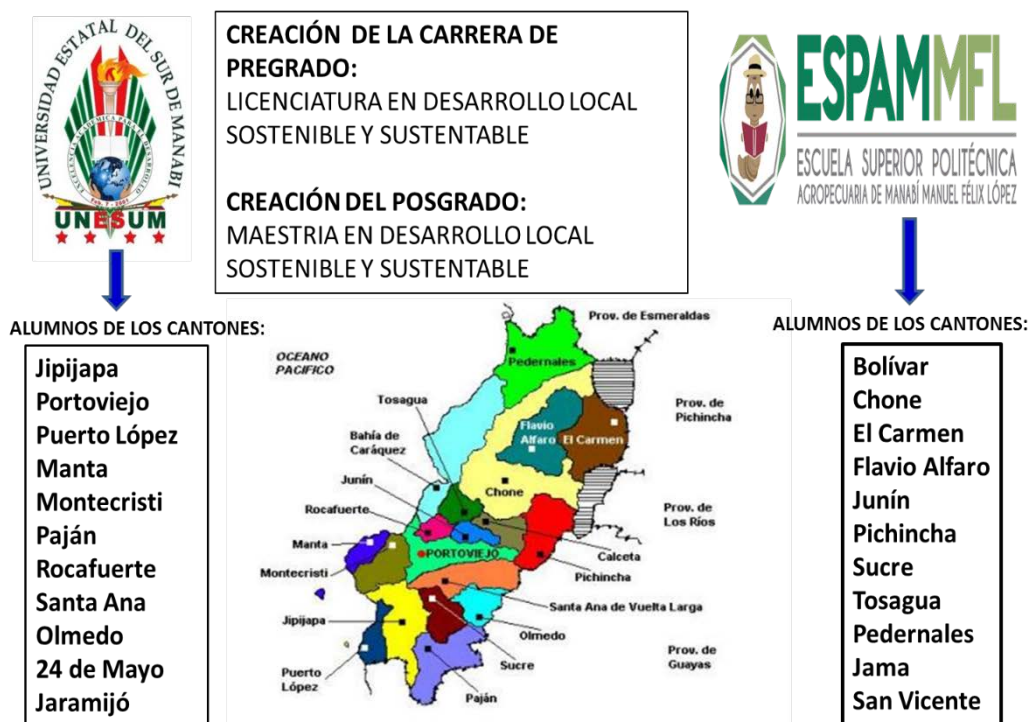 UNIVERSIDAD ESTATAL DEL SUR DE MANABI
EXCELENCIA ACADEMICA PARA EL DESARROLLO
UNESUM
CREACIÓN DE LA CARRERA DE
PREGRADO:
LICENCIATURA EN DESARROLLO LOCAL
SOSTENIBLE Y SUSTENTABLE
CREACIÓN DEL POSGRADO:
MAESTRIA EN DESARROLLO LOCAL
SOSTENIBLE Y SUSTENTABLE
ESPAMMFL
ESCUELA SUPERIOR POLITÉCNICA
AGROPECUARIA DE MANABÍ MANUEL FÉLIX LÓPEZ
ALUMNOS DE LOS CANTONES:
Jipijapa
Portoviejo
Puerto López
Manta
Montecristi
Paján
Rocafuerte
Santa Ana
Olmedo
24 de Mayo
Jaramijó
OCEANO
PACIFICO
Prov. de Esmeraldas
Pedernales
Prov. de
Pichincha
Tosagua
Flavio
Alfaro
El Carmen
Bahía de
Caráquez
Junín
Chone
Rocafuerte
Prov. de
Los Ríos
Manta
PORTOVIEJO
Calceta
Montecristi
Pichincha
Santa Ana de Vuelta Larga
Jipijapa
Olmedo
Sucre
Prov. de
Guayas
Puerto
López
Paján
ALUMNOS DE LOS CANTONES:
Bolívar
Chone
El Carmen
Flavio Alfaro
Junín
Pichincha
Sucre
Tosagua
Pedernales
Jama
San Vicente